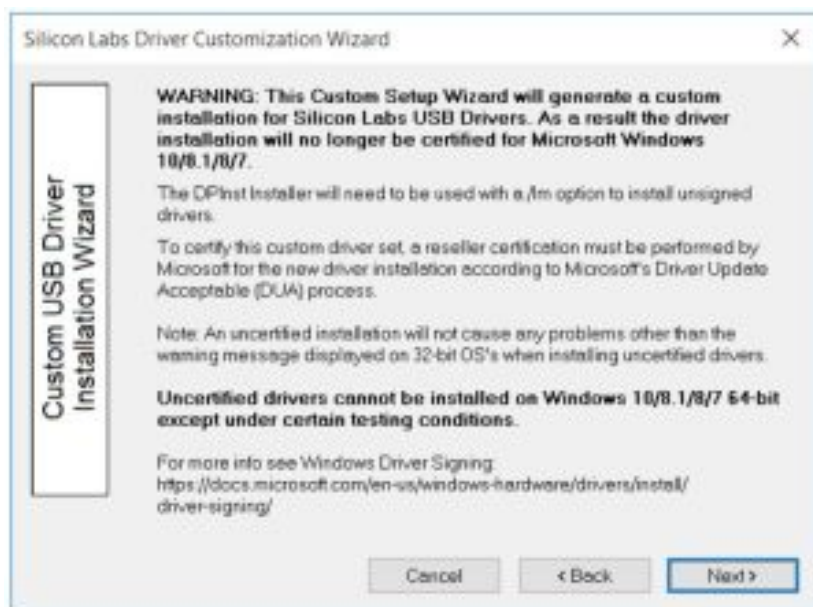 Silicon Labs Driver Customization Wizard
Custom USB Driver
Installation Wizard
WARNING: This Custom Setup Wizard will generate a custom
installation for Silicon Labs USB Drivers. As a result the driver
installation will no longer be certified for Microsoft Windows
10/8.1/8/7.
The DPInst Installer will need to be used with a /lm option to install unsigned
drivers.
To certify this custom driver set, a reseller certification must be performed by
Microsoft for the new driver installation according to Microsoft's Driver Update
Acceptable (DUA) process.
Note: An uncertified installation will not cause any problems other than the
warning message displayed on 32-bit OS's when installing uncertified drivers.
Uncertified drivers cannot be installed on Windows 10/8.1/8/7 64-bit
except under certain testing conditions.
For more info see Windows Driver Signing:
https://docs.microsoft.com/en-us/windows-hardware/drivers/install/
driver-signing/
Cancel
< Back
Next >